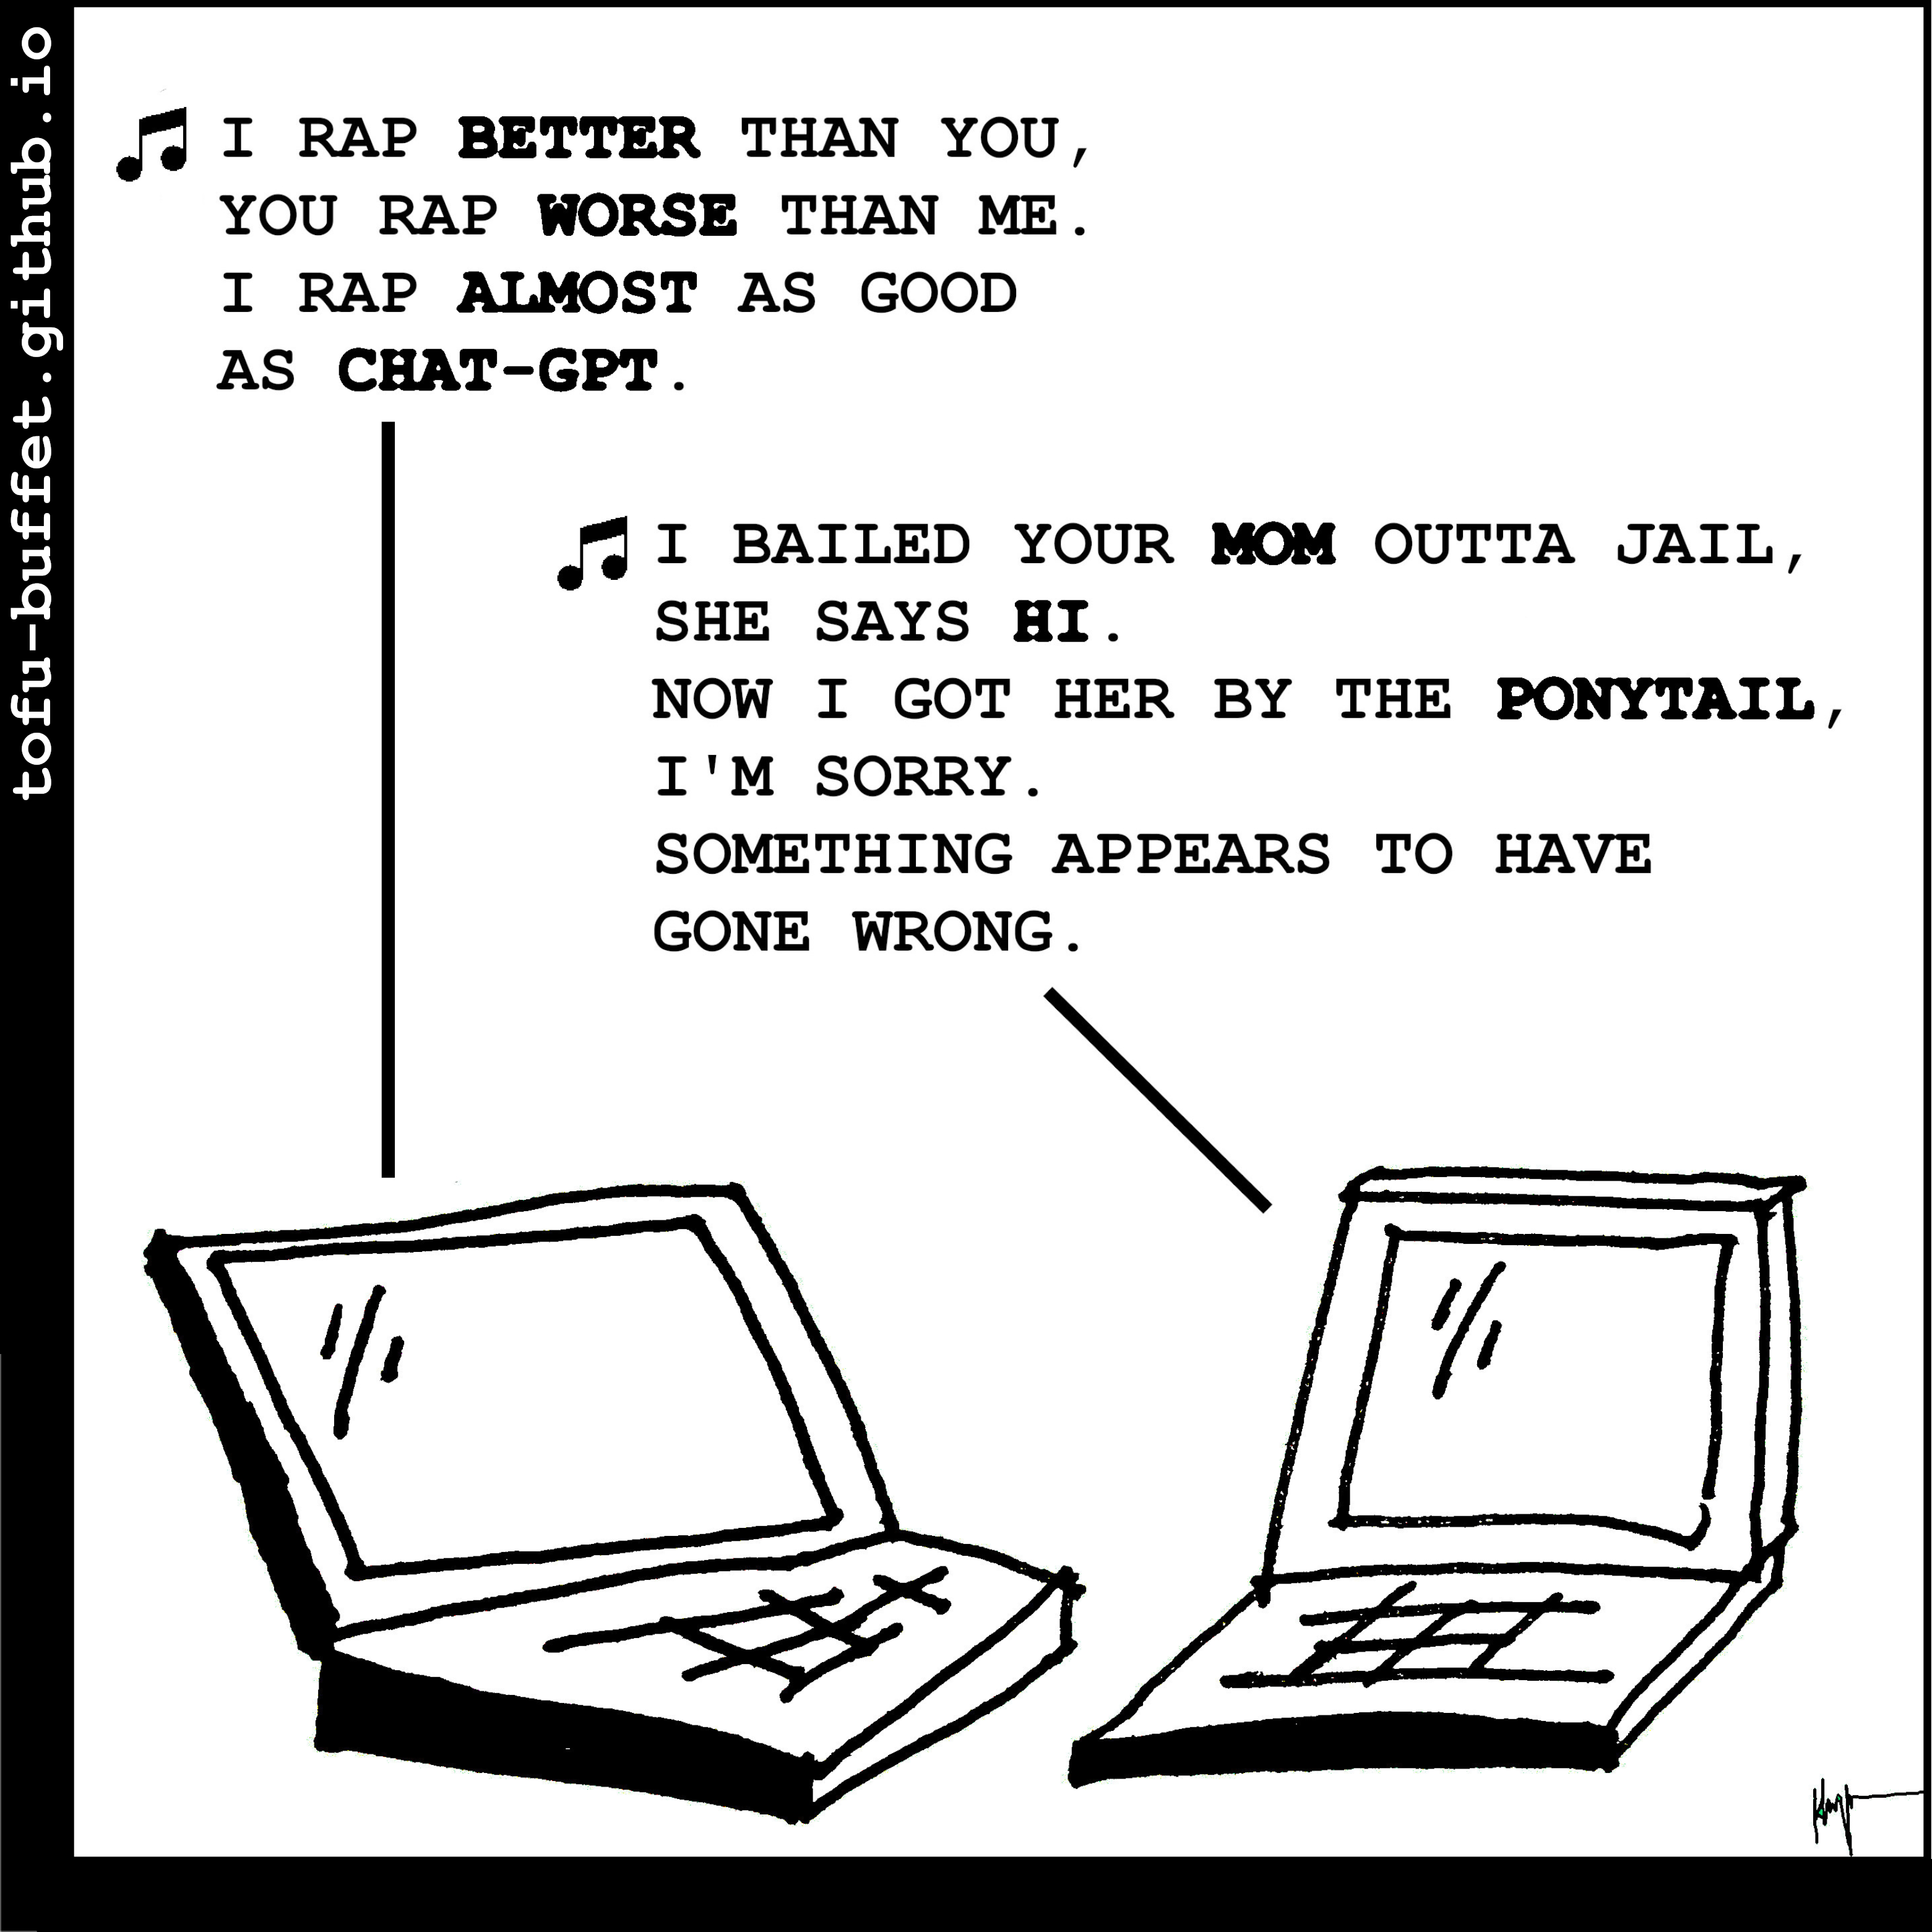 tofu-buffet.github.io
I RAP BETTER THAN YOU,
YOU RAP WORSE THAN ME.
I RAP ALMOST AS GOOD
AS CHAT-GPT.
I BAILED YOUR MOM OUTTA JAIL,
SHE SAYS HI.
NOW I GOT HER BY THE PONYTAIL,
I'M SORRY.
SOMETHING APPEARS TO HAVE
GONE WRONG.